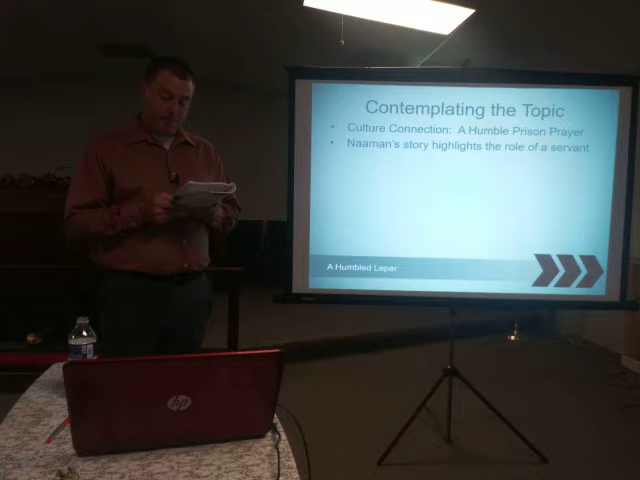 Contemplating the Topic
• Culture Connection: A Humble Prison Prayer
• Naaman's story highlights the role of a servant
A Humbled Leper
hp